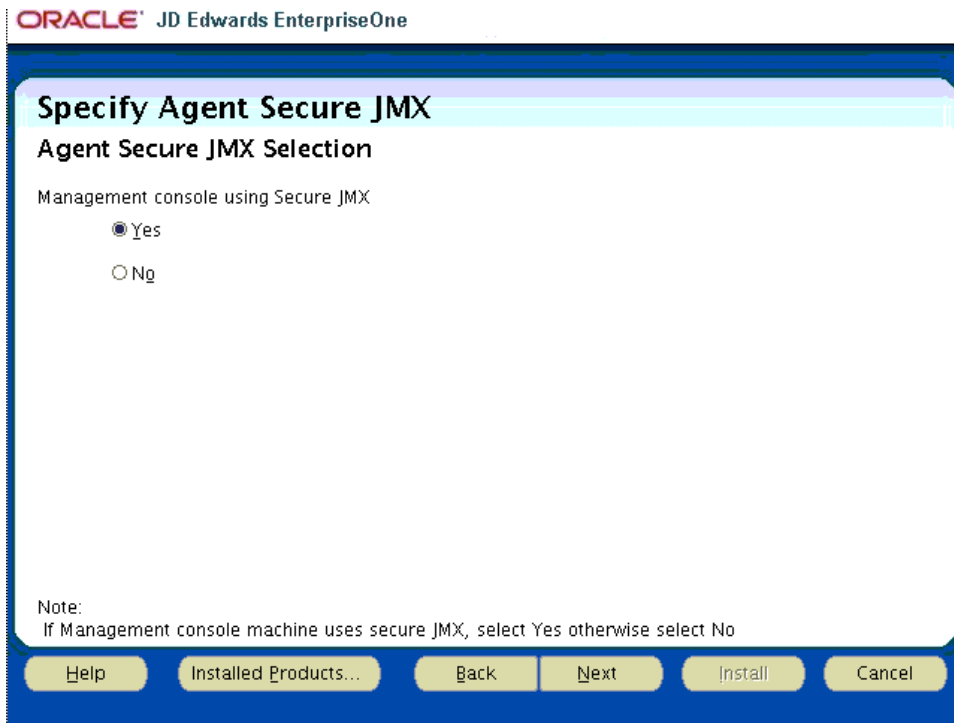 ORACLE JD Edwards EnterpriseOne
Specify Agent Secure JMX
Agent Secure JMX Selection
Management console using Secure JMX
Yes
No
Note:
If Management console machine uses secure JMX, select Yes otherwise select No
Help Installed Products... Back Next Install Cancel